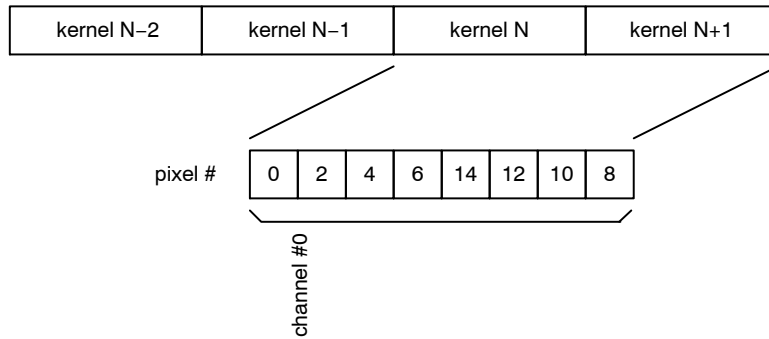 kernel N−2 kernel N−1 kernel N kernel N+1
pixel # 0 2 4 6 14 12 10 8
channel #0